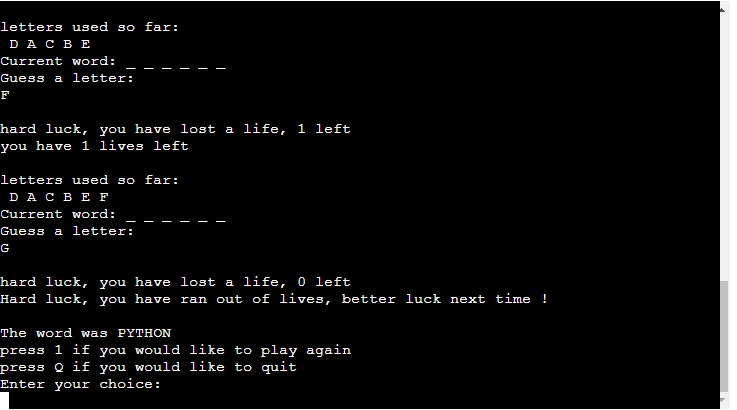 letters used so far:
D A C B E
Current word: _ _ _ _ _ _
Guess a letter:
F
hard luck, you have lost a life, 1 left
you have 1 lives left
letters used so far:
D A C B E F
Current word: _ _ _ _ _ _
Guess a letter:
G
hard luck, you have lost a life, 0 left
Hard luck, you have ran out of lives, better luck next time !
The word was PYTHON
press 1 if you would like to play again
press Q if you would like to quit
Enter your choice: